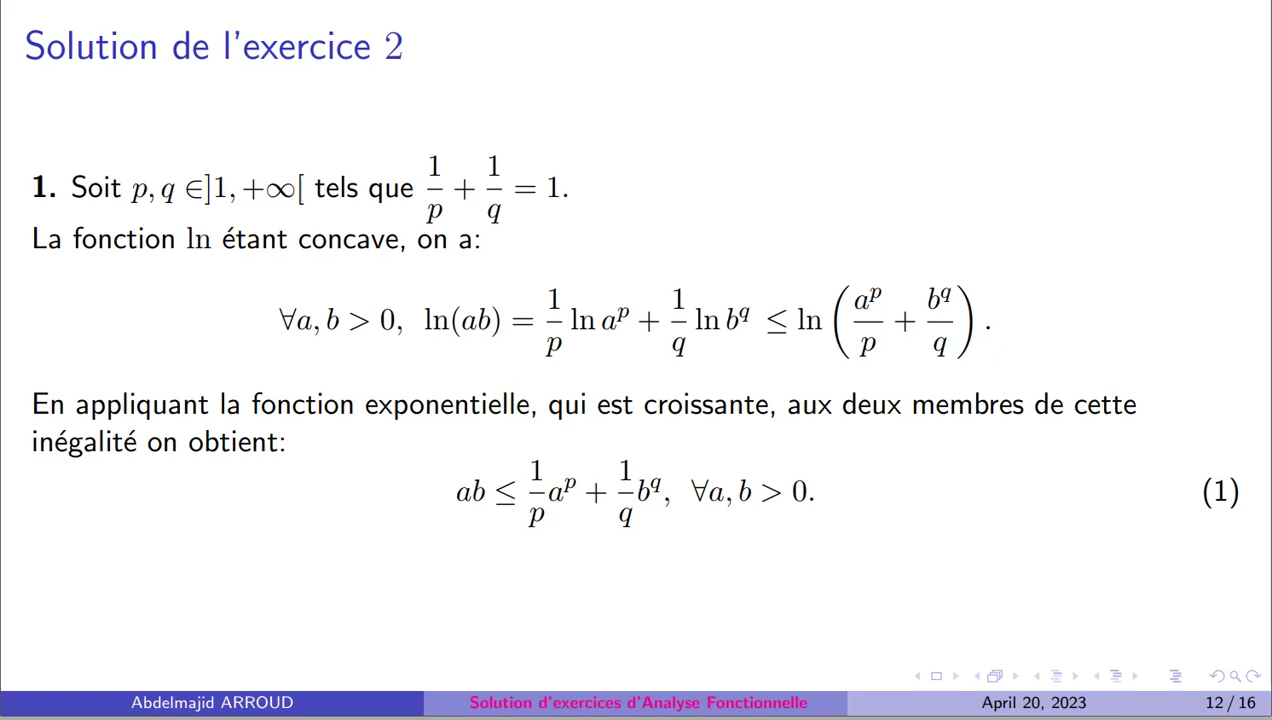 Solution de l'exercice 2
1. Soit p, q ∈]1, +∞[ tels que 1/p + 1/q = 1.
La fonction ln étant concave, on a:
∀a, b > 0, ln(ab) = 1/p ln a^p + 1/q ln b^q ≤ ln (a^p/p + b^q/q).
En appliquant la fonction exponentielle, qui est croissante, aux deux membres de cette
inégalité on obtient:
ab ≤ 1/p a^p + 1/q b^q, ∀a, b > 0. (1)
Abdelmajid ARROUD Solution d'exercices d'Analyse Fonctionnelle April 20, 2023 12 / 16